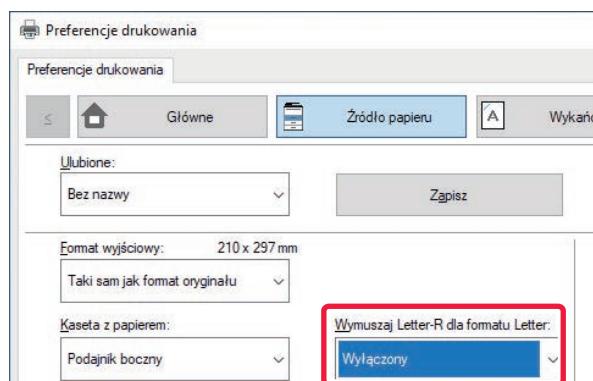 Preferencje drukowania
Preferencje drukowania
≤ Główne Źródło papieru A
Ulubione:
Bez nazwy Zapisz
Format wyjściowy: 210 x 297 mm
Taki sam jak format oryginału
Kaseta z papierem: Wymuszaj Letter-R dla formatu Letter:
Podajnik boczny Wyłączony